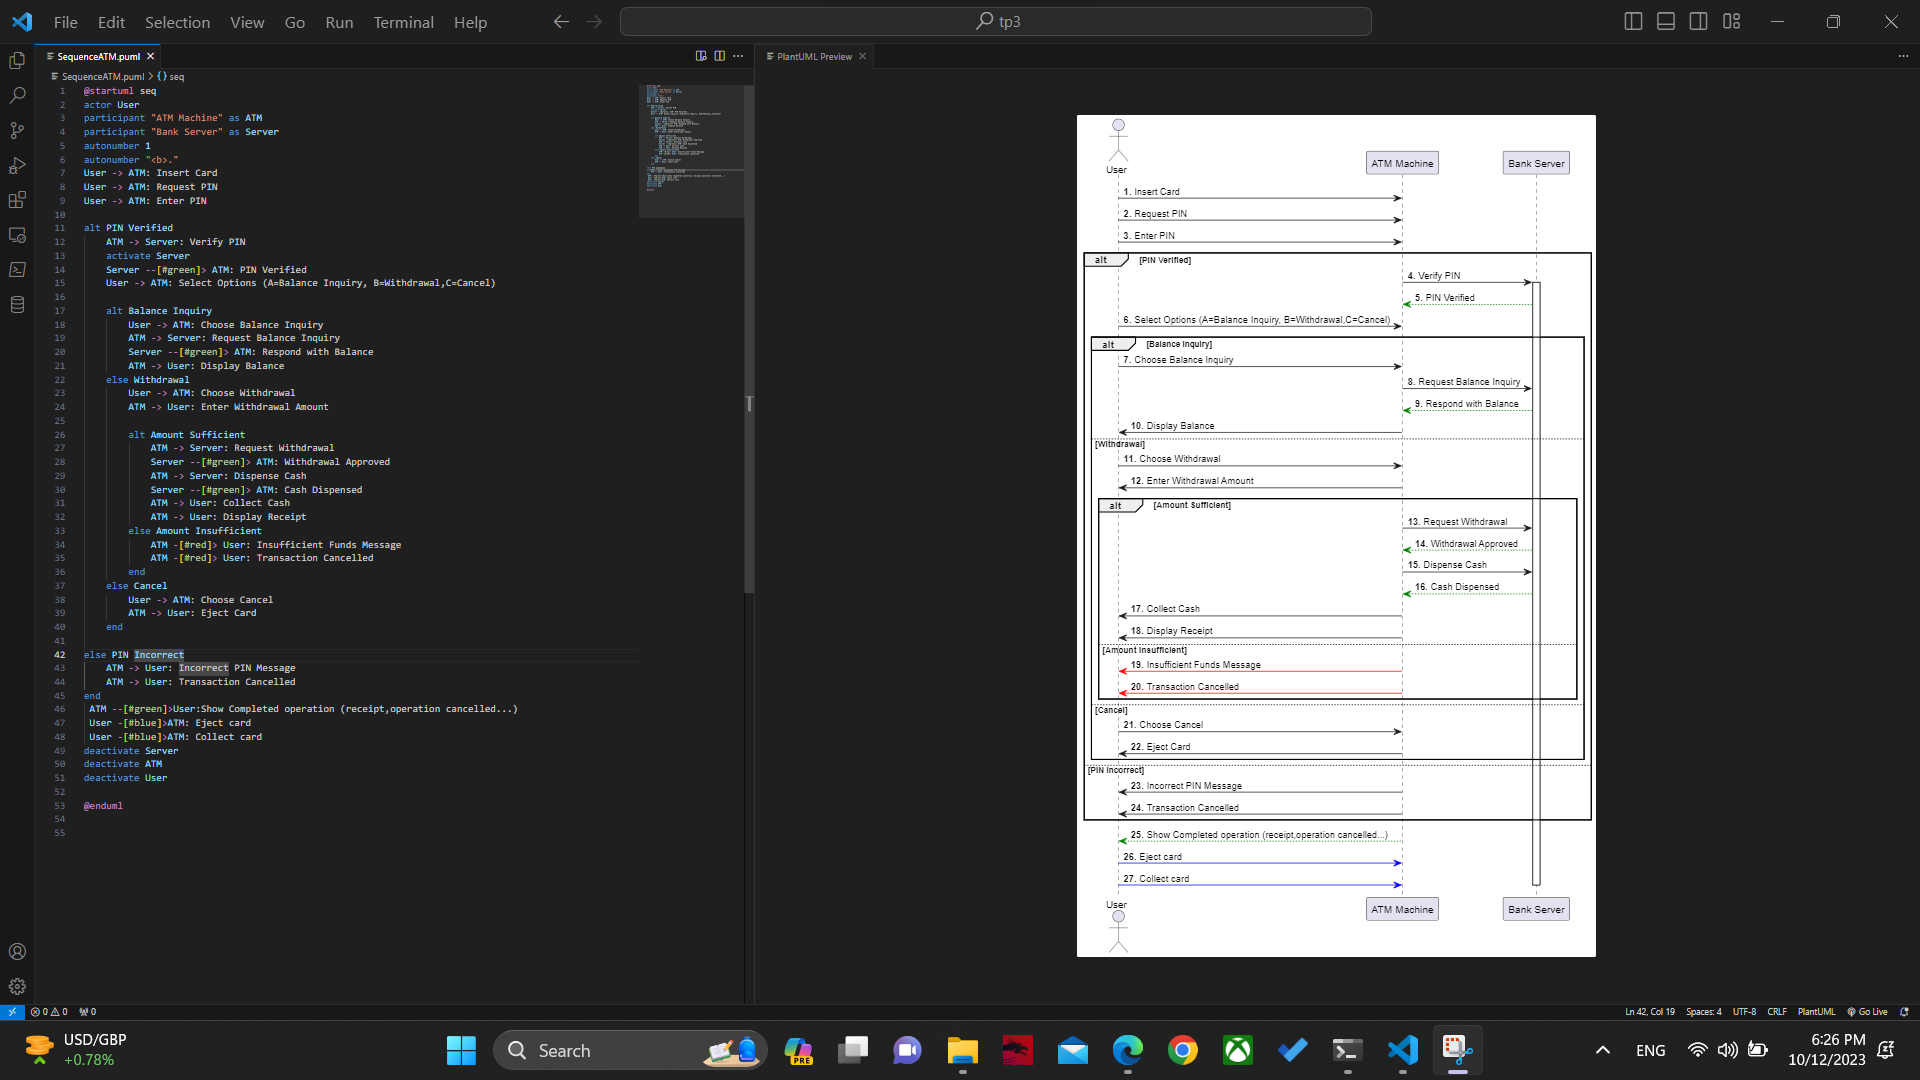 File Edit Selection View Go Run Terminal Help
tp3
SequenceATM.puml
SequenceATM.puml > {} seq
1 @startuml seq
2 actor User
3 participant "ATM Machine" as ATM
4 participant "Bank Server" as Server
5 autonumber 1
6 autonumber "<b>."
7 User -> ATM: Insert Card
8 User -> ATM: Request PIN
9 User -> ATM: Enter PIN
10
11 alt PIN Verified
12 ATM -> Server: Verify PIN
13 activate Server
14 Server --[#green]> ATM: PIN Verified
15 User -> ATM: Select Options (A=Balance Inquiry, B=Withdrawal,C=Cancel)
16
17 alt Balance Inquiry
18 User -> ATM: Choose Balance Inquiry
19 ATM -> Server: Request Balance Inquiry
20 Server --[#green]> ATM: Respond with Balance
21 ATM -> User: Display Balance
22 else Withdrawal
23 User -> ATM: Choose Withdrawal
24 ATM -> User: Enter Withdrawal Amount
25
26 alt Amount Sufficient
27 ATM -> Server: Request Withdrawal
28 Server --[#green]> ATM: Withdrawal Approved
29 ATM -> Server: Dispense Cash
30 Server --[#green]> ATM: Cash Dispensed
31 ATM -> User: Collect Cash
32 ATM -> User: Display Receipt
33 else Amount Insufficient
34 ATM -[#red]> User: Insufficient Funds Message
35 ATM -[#red]> User: Transaction Cancelled
36 end
37 else Cancel
38 User -> ATM: Choose Cancel
39 ATM -> User: Eject Card
40 end
41
42 else PIN Incorrect
43 ATM -> User: Incorrect PIN Message
44 ATM -> User: Transaction Cancelled
45 end
46 ATM --[#green]>User:Show Completed operation (receipt,operation cancelled...)
47 User -[#blue]>ATM: Eject card
48 User -[#blue]>ATM: Collect card
49 deactivate Server
50 deactivate ATM
51 deactivate User
52
53 @enduml
54
55
PlantUML Preview
User
ATM Machine
Bank Server
1. Insert Card
2. Request PIN
3. Enter PIN
alt [PIN Verified]
4. Verify PIN
5. PIN Verified
6. Select Options (A=Balance Inquiry, B=Withdrawal,C=Cancel)
alt [Balance Inquiry]
7. Choose Balance Inquiry
8. Request Balance Inquiry
9. Respond with Balance
10. Display Balance
[Withdrawal]
11. Choose Withdrawal
12. Enter Withdrawal Amount
alt [Amount Sufficient]
13. Request Withdrawal
14. Withdrawal Approved
15. Dispense Cash
16. Cash Dispensed
17. Collect Cash
18. Display Receipt
[Amount Insufficient]
19. Insufficient Funds Message
20. Transaction Cancelled
[Cancel]
21. Choose Cancel
22. Eject Card
[PIN Incorrect]
23. Incorrect PIN Message
24. Transaction Cancelled
25. Show Completed operation (receipt,operation cancelled...)
26. Eject card
27. Collect card
User
ATM Machine
Bank Server
0 0 0
Ln 42, Col 19 Spaces: 4 UTF-8 CRLF PlantUML Go Live
USD/GBP
+0.78%
Search
PRE
ENG
6:26 PM
10/12/2023